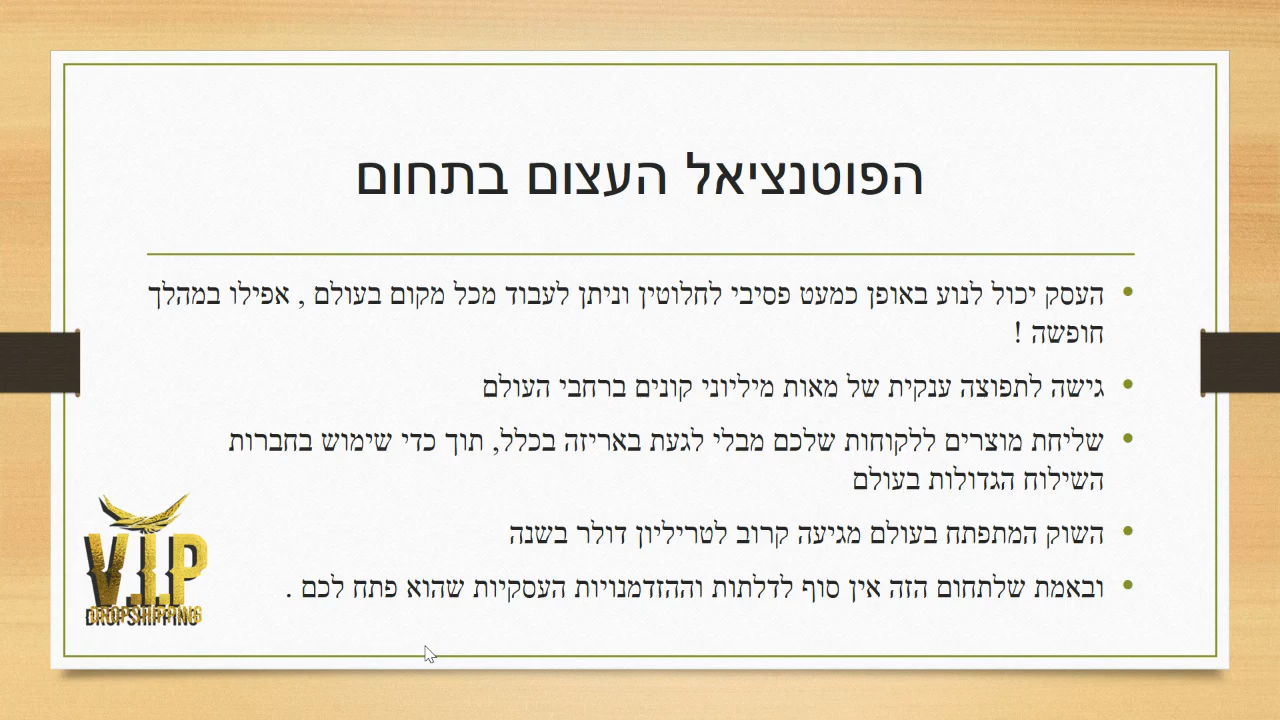 הפוטנציאל העצום בתחום
העסק יכול לנוע באופן כמעט פסיבי לחלוטין וניתן לעבוד מכל מקום בעולם , אפילו במהלך
חופשה !
גישה לתפוצה ענקית של מאות מיליוני קונים ברחבי העולם
שליחת מוצרים ללקוחות שלכם מבלי לגעת באריזה בכלל, תוך כדי שימוש בחברות
השילוח הגדולות בעולם
השוק המתפתח בעולם מגיעה קרוב לטריליון דולר בשנה
ובאמת שלתחום הזה אין סוף לדלתות וההזדמנויות העסקיות שהוא פתח לכם .
V.I.P
DROPSHIPPING